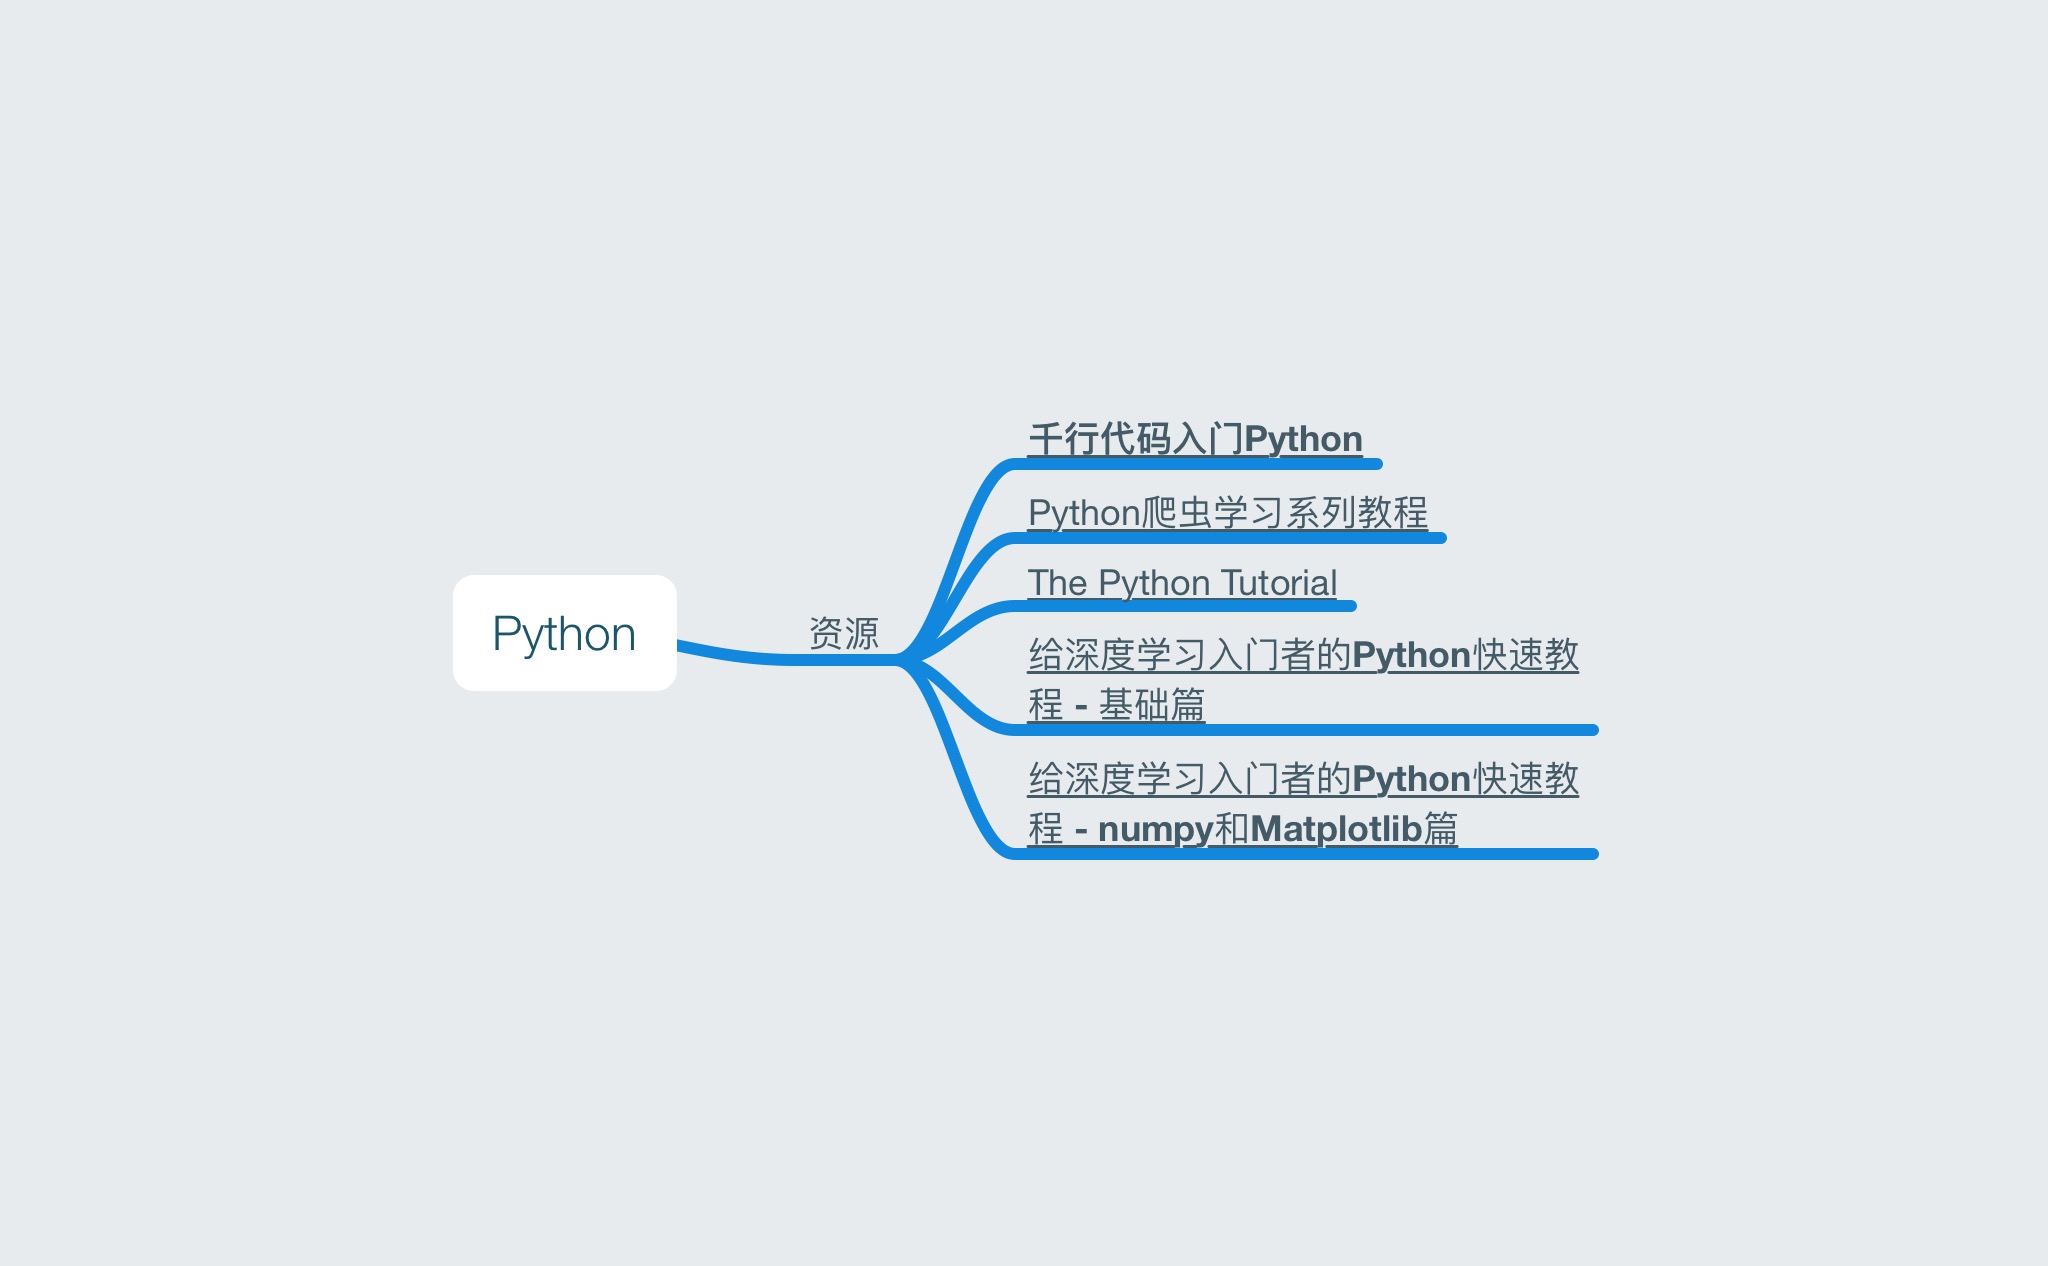 千行代码入门Python
Python爬虫学习系列教程
The Python Tutorial
Python
资源
给深度学习入门者的Python快速教
程 - 基础篇
给深度学习入门者的Python快速教
程 - numpy和Matplotlib篇